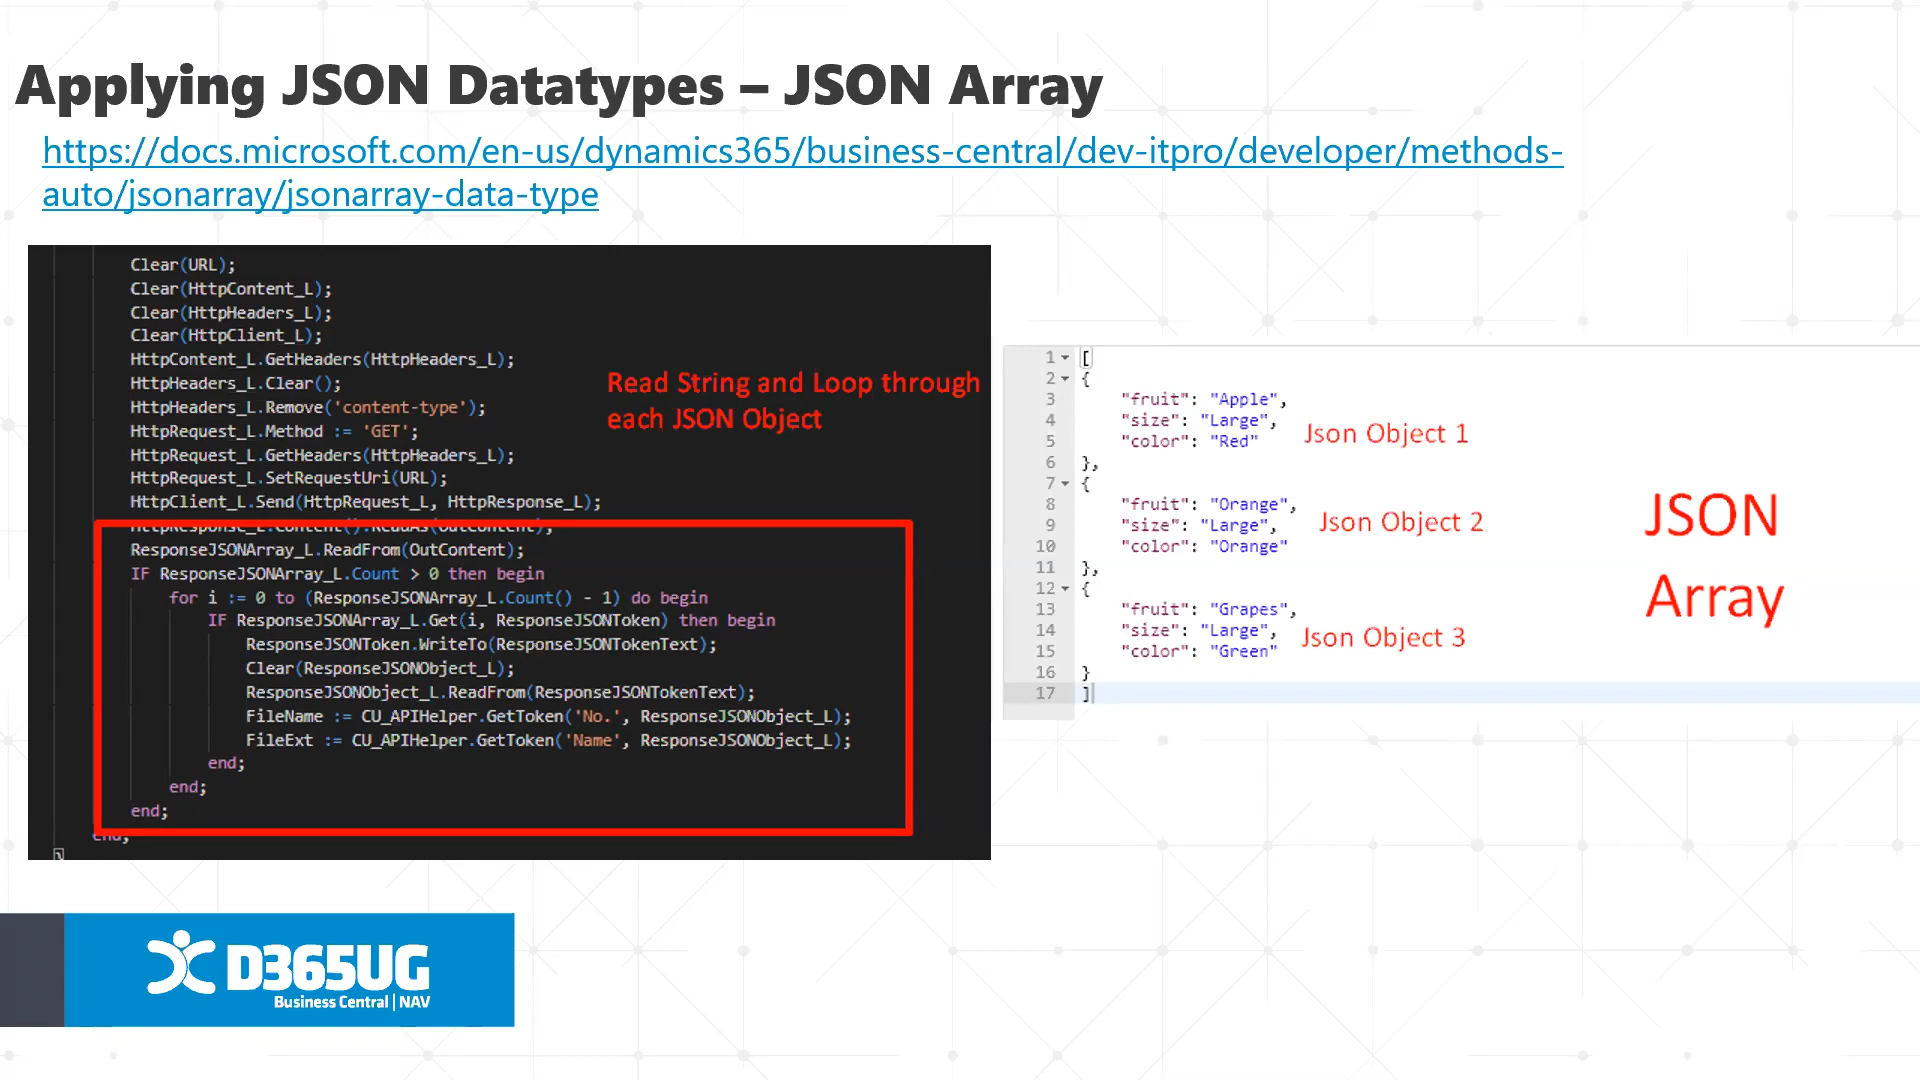 Applying JSON Datatypes – JSON Array
https://docs.microsoft.com/en-us/dynamics365/business-central/dev-itpro/developer/methods-
auto/jsonarray/jsonarray-data-type
Clear(URL);
Clear(HttpContent_L);
Clear(HttpHeaders_L);
Clear(HttpClient_L);
HttpContent_L.GetHeaders(HttpHeaders_L);
HttpHeaders_L.Clear();
HttpHeaders_L.Remove('content-type');
HttpRequest_L.Method := 'GET';
HttpRequest_L.GetHeaders(HttpHeaders_L);
HttpRequest_L.SetRequestUri(URL);
HttpClient_L.Send(HttpRequest_L, HttpResponse_L);
HttpResponse_L.Content().ReadAs(OutContent);
ResponseJSONArray_L.ReadFrom(OutContent);
IF ResponseJSONArray_L.Count > 0 then begin
for i := 0 to (ResponseJSONArray_L.Count() - 1) do begin
IF ResponseJSONArray_L.Get(i, ResponseJSONToken) then begin
ResponseJSONToken.WriteTo(ResponseJSONTokenText);
Clear(ResponseJSONObject_L);
ResponseJSONObject_L.ReadFrom(ResponseJSONTokenText);
FileName := CU_APIHelper.GetToken('No.', ResponseJSONObject_L);
FileExt := CU_APIHelper.GetToken('Name', ResponseJSONObject_L);
end;
end;
end;
end;
}
Read String and Loop through
each JSON Object
1 [
2 {
3 "fruit": "Apple",
4 "size": "Large",
5 "color": "Red"
6 },
7 {
8 "fruit": "Orange",
9 "size": "Large",
10 "color": "Orange"
11 },
12 {
13 "fruit": "Grapes",
14 "size": "Large",
15 "color": "Green"
16 }
17 ]
Json Object 1
Json Object 2
Json Object 3
JSON
Array
D365UG
Business Central | NAV